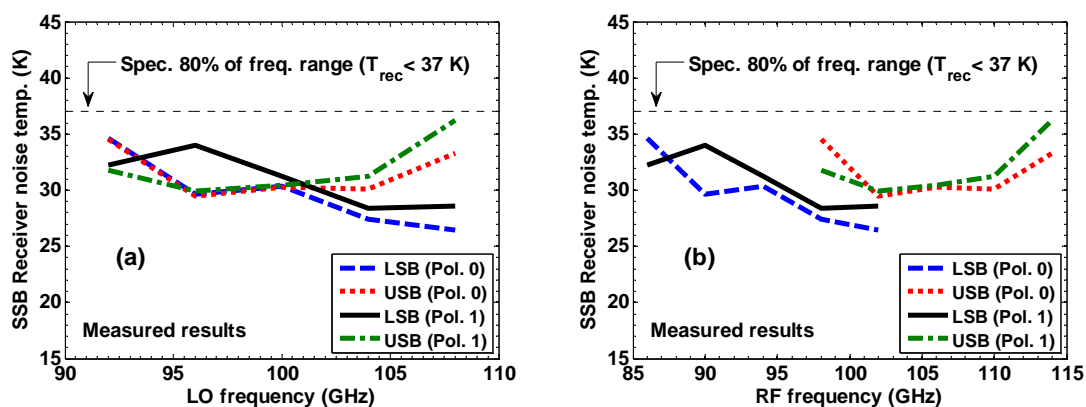 45
40
35
30
25
20
15
SSB Receiver noise temp. (K)
Spec. 80% of freq. range (Trec< 37 K)
(a)
LSB (Pol. 0)
USB (Pol. 0)
LSB (Pol. 1)
USB (Pol. 1)
Measured results
90 95 100 105 110
LO frequency (GHz)
45
40
35
30
25
20
15
SSB Receiver noise temp. (K)
Spec. 80% of freq. range (Trec< 37 K)
(b)
LSB (Pol. 0)
USB (Pol. 0)
LSB (Pol. 1)
USB (Pol. 1)
Measured results
85 90 95 100 105 110 115
RF frequency (GHz)